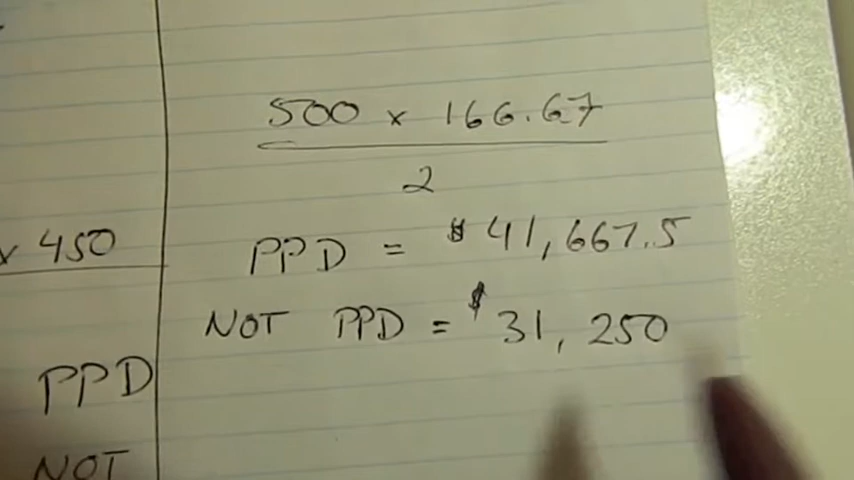 500 x 166.67
2
x 450
PPD = $41,667.5
NOT PPD = $31,250
PPD
NOT